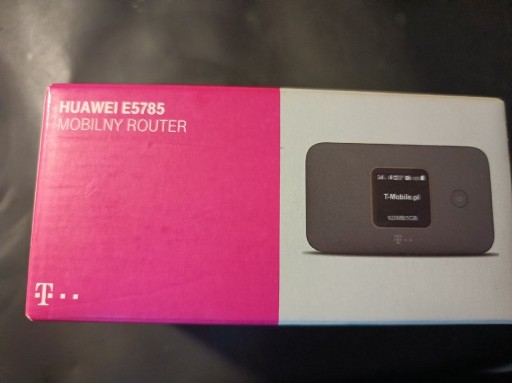 HUAWEI E5785
MOBILNY ROUTER
T-Mobile.pl
T